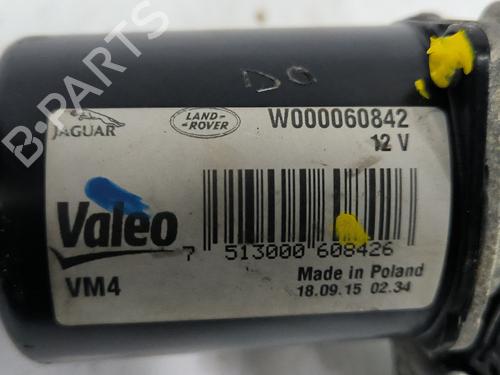 DO
JAGUAR
LAND-
-ROVER
W000060842
12 V
Valeo
7 513000 608426
VM4
Made in Poland
18.09.15 02.34
B-PARTS